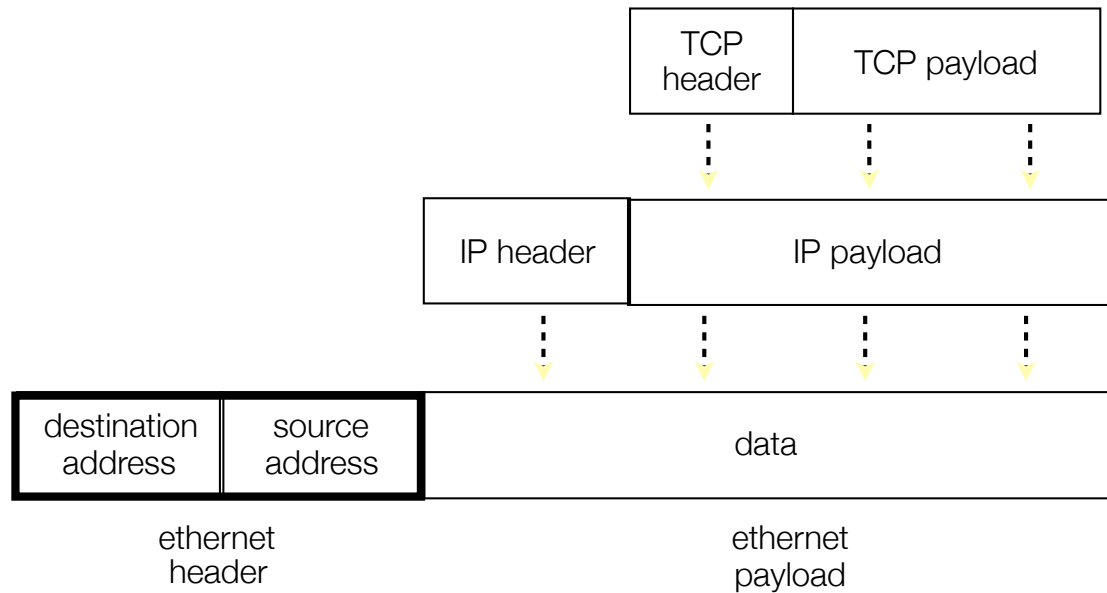 TCP
header
TCP payload
IP header
IP payload
destination
address
source
address
data
ethernet
header
ethernet
payload